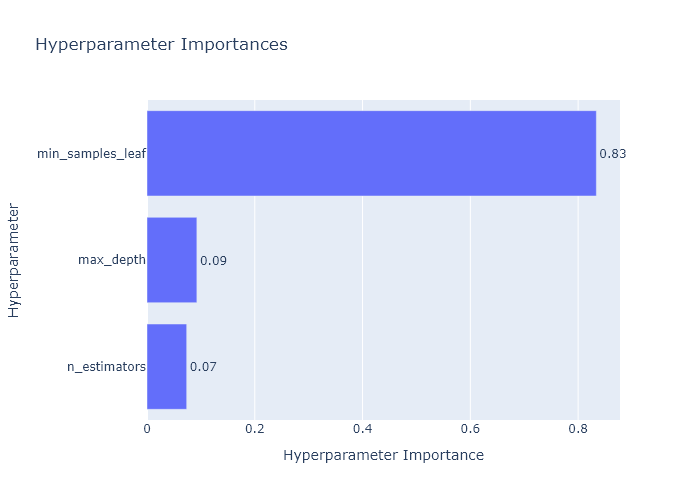 Hyperparameter Importances
Hyperparameter
min_samples_leaf
0.83
max_depth
0.09
n_estimators
0.07
0
0.2
0.4
0.6
0.8
Hyperparameter Importance